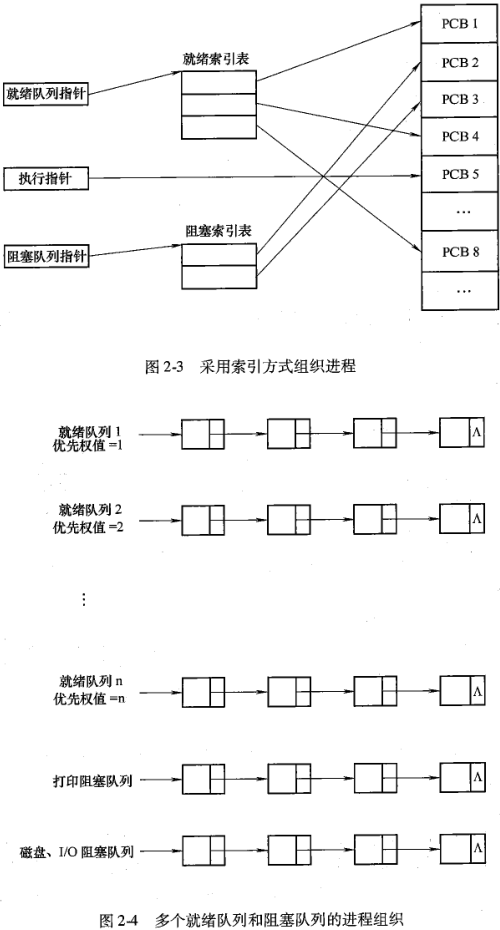 就绪索引表
就绪队列指针
执行指针
阻塞索引表
阻塞队列指针
PCB 1
PCB 2
PCB 3
PCB 4
PCB 5
…
PCB 8
…
图 2-3 采用索引方式组织进程
就绪队列 1
优先权值 =1
Λ
就绪队列 2
优先权值 =2
Λ
⋮
就绪队列 n
优先权值 =n
Λ
打印阻塞队列
Λ
磁盘、I/O 阻塞队列
Λ
图 2-4 多个就绪队列和阻塞队列的进程组织